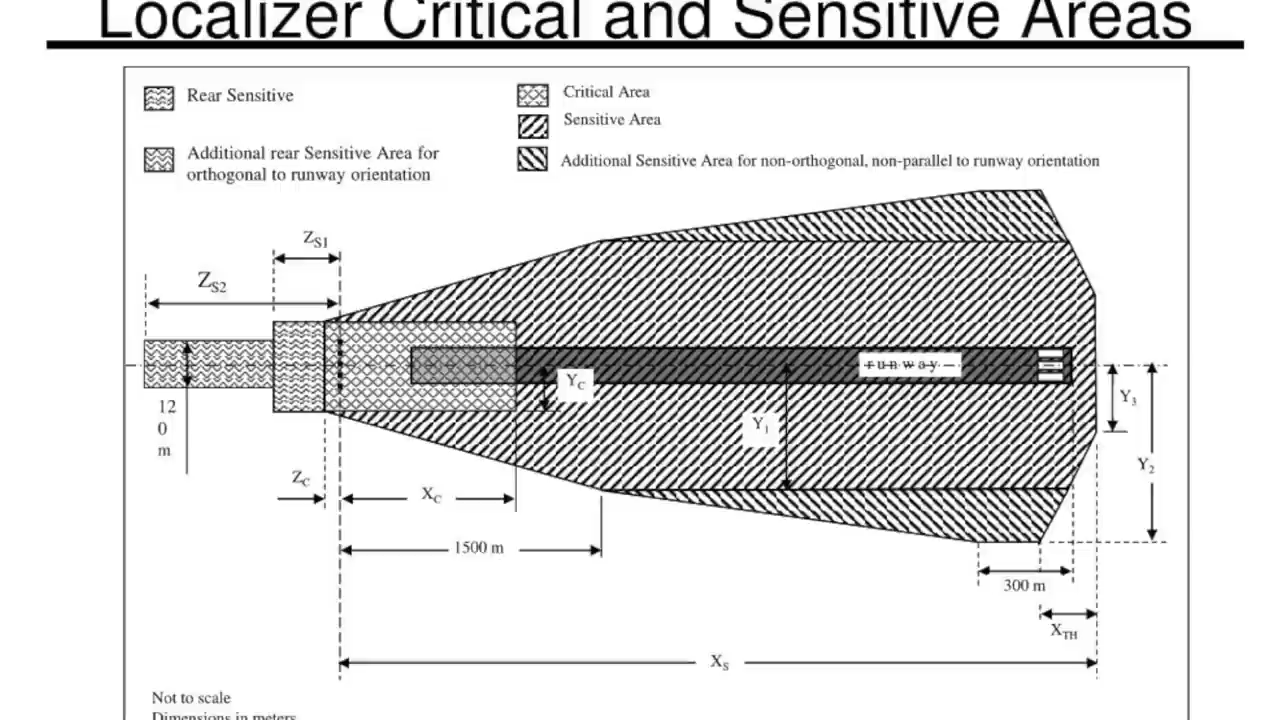 Localizer Critical and Sensitive Areas
Rear Sensitive
Critical Area
Sensitive Area
Additional rear Sensitive Area for
orthogonal to runway orientation
Additional Sensitive Area for non-orthogonal, non-parallel to runway orientation
ZS1
ZS2
runway
YC
Y1
Y3
Y2
12
0
m
ZC
XC
1500 m
300 m
XTH
XS
Not to scale
Dimensions in meters